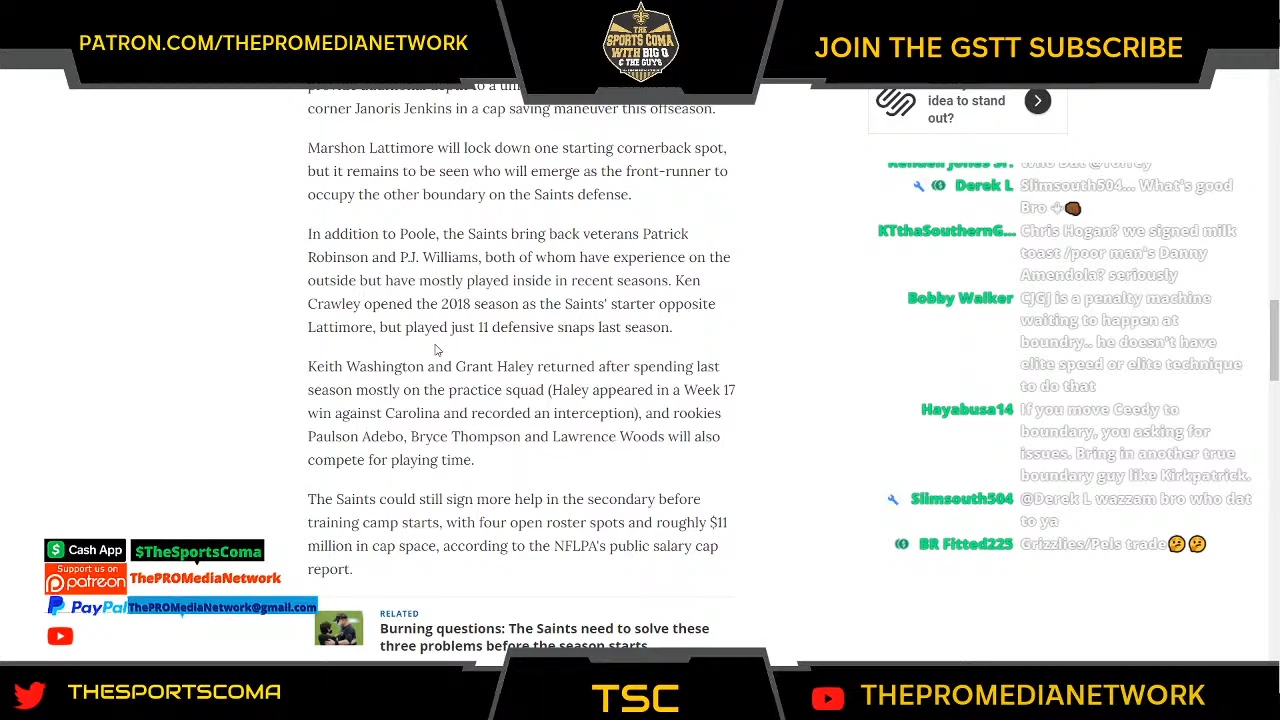 PATRON.COM/THEPROMEDIANETWORK
THE
SPORTS COMA
WITH BIG Q
& THE GUYS
JOIN THE GSTT SUBSCRIBE
corner Janoris Jenkins in a cap saving maneuver this offseason.
Marshon Lattimore will lock down one starting cornerback spot,
but it remains to be seen who will emerge as the front-runner to
occupy the other boundary on the Saints defense.
In addition to Poole, the Saints bring back veterans Patrick
Robinson and P.J. Williams, both of whom have experience on the
outside but have mostly played inside in recent seasons. Ken
Crawley opened the 2018 season as the Saints' starter opposite
Lattimore, but played just 11 defensive snaps last season.
Keith Washington and Grant Haley returned after spending last
season mostly on the practice squad (Haley appeared in a Week 17
win against Carolina and recorded an interception), and rookies
Paulson Adebo, Bryce Thompson and Lawrence Woods will also
compete for playing time.
The Saints could still sign more help in the secondary before
training camp starts, with four open roster spots and roughly $11
million in cap space, according to the NFLPA's public salary cap
report.
RELATED
Burning questions: The Saints need to solve these
three problems before the season starts
idea to stand
out?
Who Dat @Torrey
Derek L Slimsouth504... What's good
Bro
KTthaSouthernG... Chris Hogan? we signed milk
toast /poor man's Danny
Amendola? seriously
Bobby Walker CJGJ is a penalty machine
waiting to happen at
boundry.. he doesn't have
elite speed or elite technique
to do that
Hayabusa14 If you move Ceedy to
boundary, you asking for
issues. Bring in another true
boundary guy like Kirkpatrick.
Slimsouth504 @Derek L wazzam bro who dat
to ya
BR Fitted225 Grizzlies/Pels trade🤔🤔
Cash App $TheSportsComa
Support us on
patreon ThePROMediaNetwork
PayPal ThePROMediaNetwork@gmail.com
THESPORTSCOMA
TSC
THEPROMEDIANETWORK